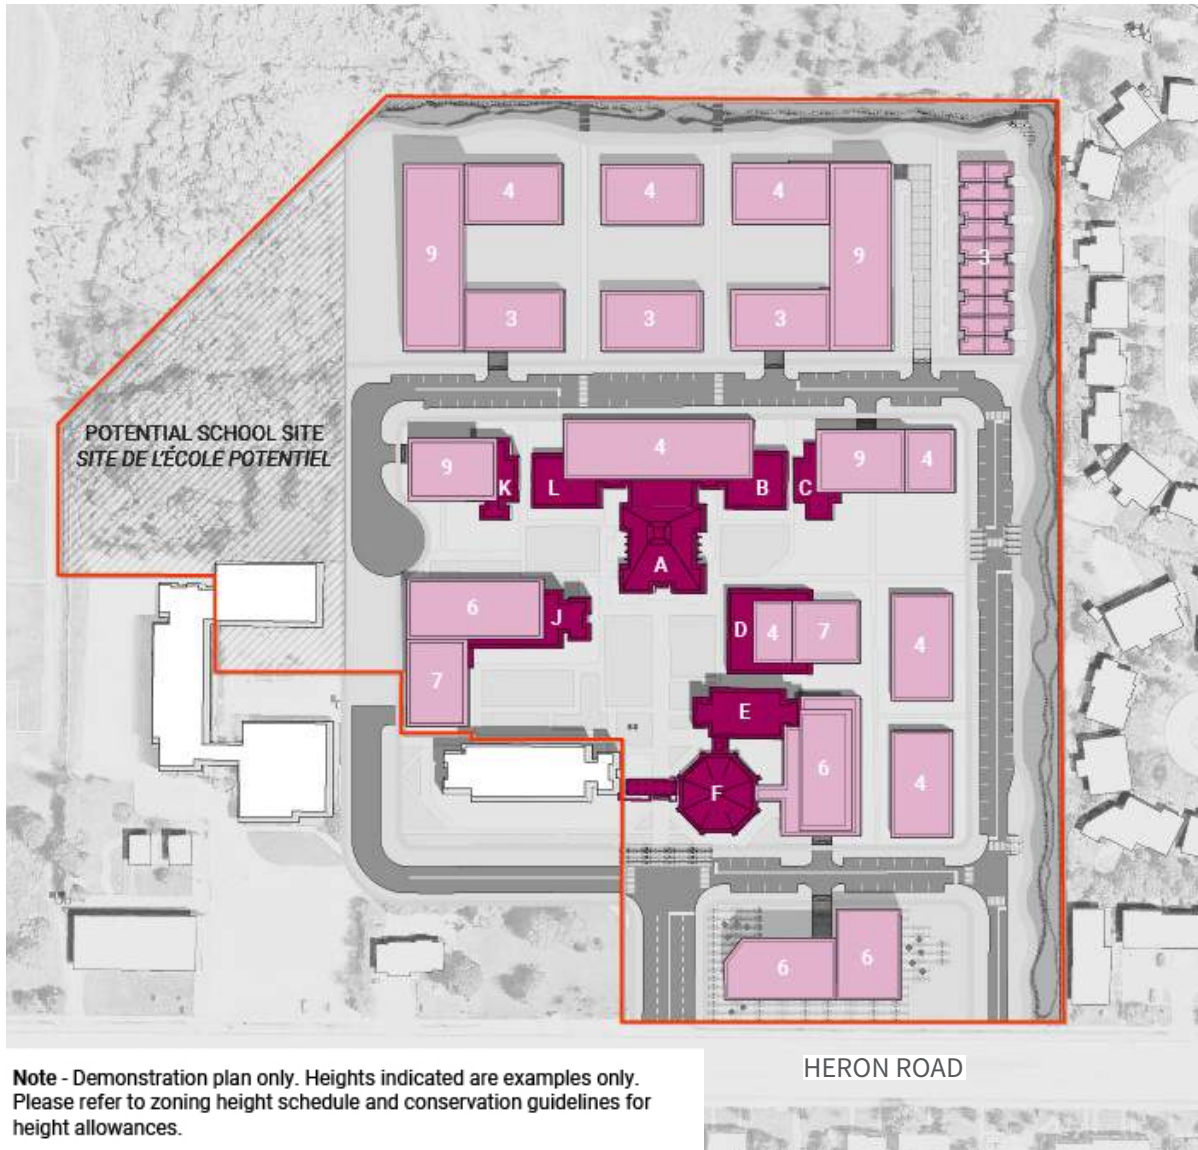 4
4
4
9
9
3
3
3
3
POTENTIAL SCHOOL SITE
SITE DE L'ÉCOLE POTENTIEL
9
K
L
4
B
C
9
4
A
6
J
D
4
7
4
7
E
6
F
4
6
6
HERON ROAD
Note - Demonstration plan only. Heights indicated are examples only.
Please refer to zoning height schedule and conservation guidelines for
height allowances.